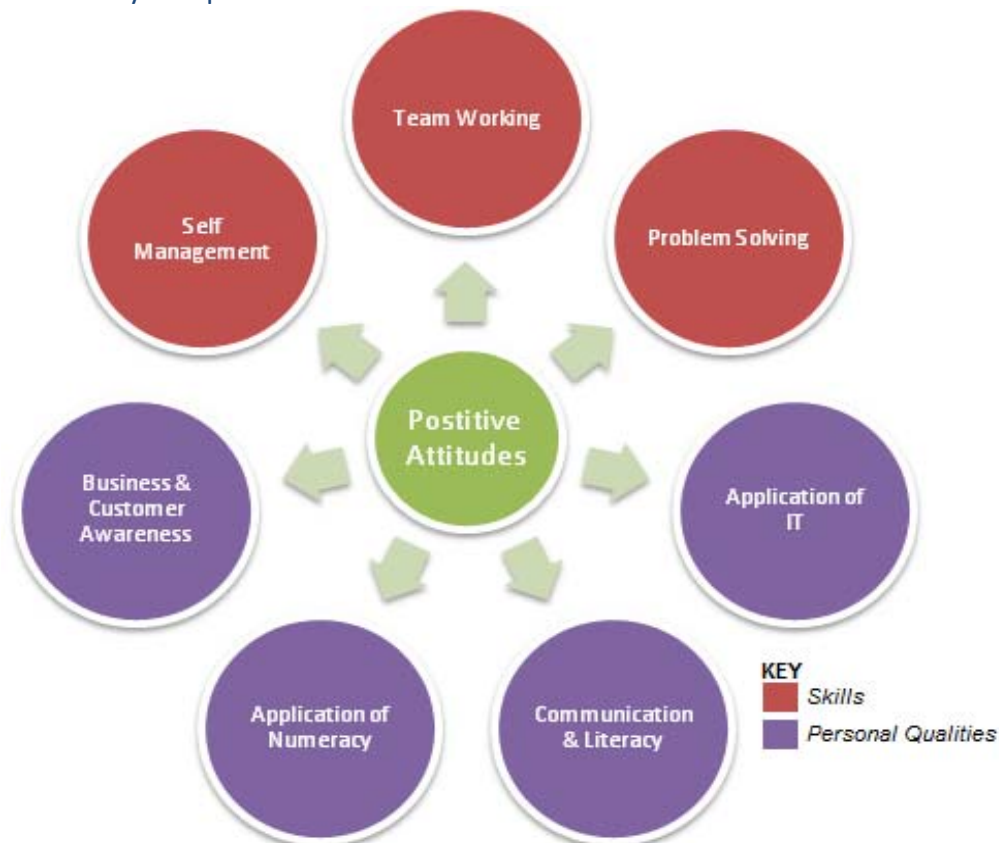 Team Working
Self
Management
Problem Solving
Postitive
Attitudes
Business &
Customer
Awareness
Application of
IT
Application of
Numeracy
Communication
& Literacy
KEY
Skills
Personal Qualities